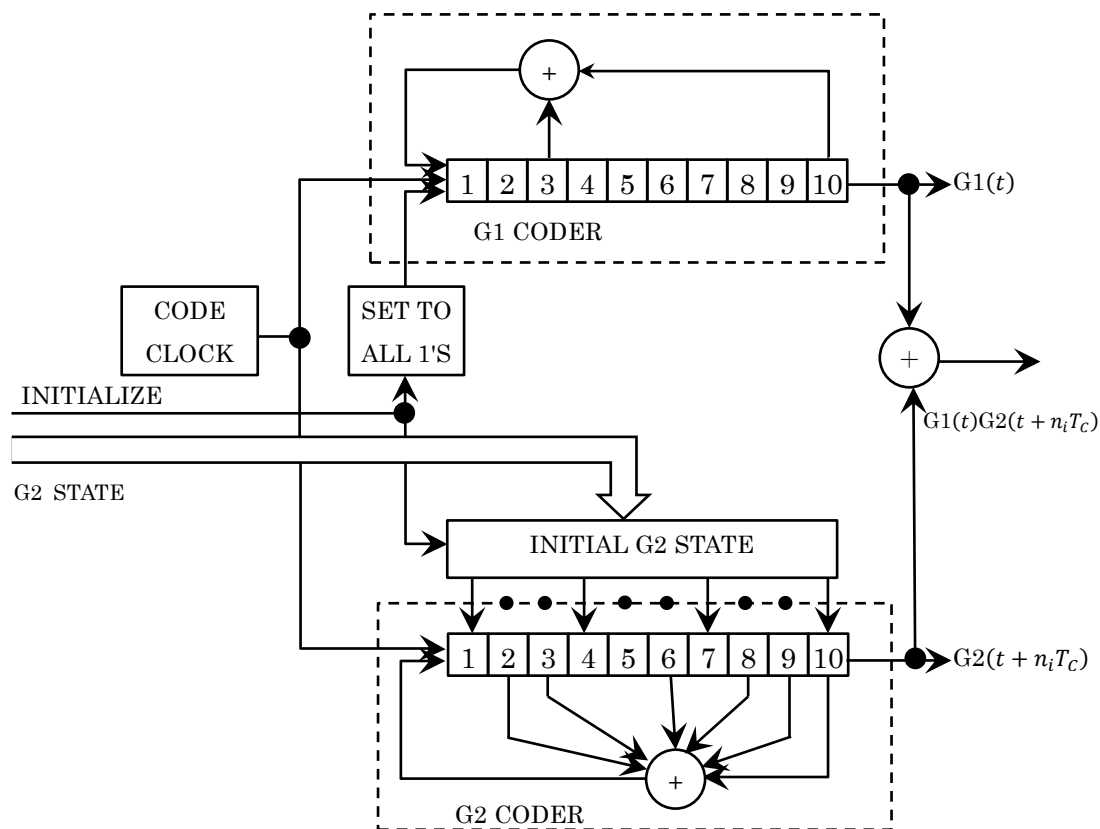 +
1 2 3 4 5 6 7 8 9 10
G1(t)
G1 CODER
CODE
CLOCK
SET TO
ALL 1'S
+
INITIALIZE
G1(t)G2(t + n_iT_C)
G2 STATE
INITIAL G2 STATE
1 2 3 4 5 6 7 8 9 10
G2(t + n_iT_C)
+
G2 CODER